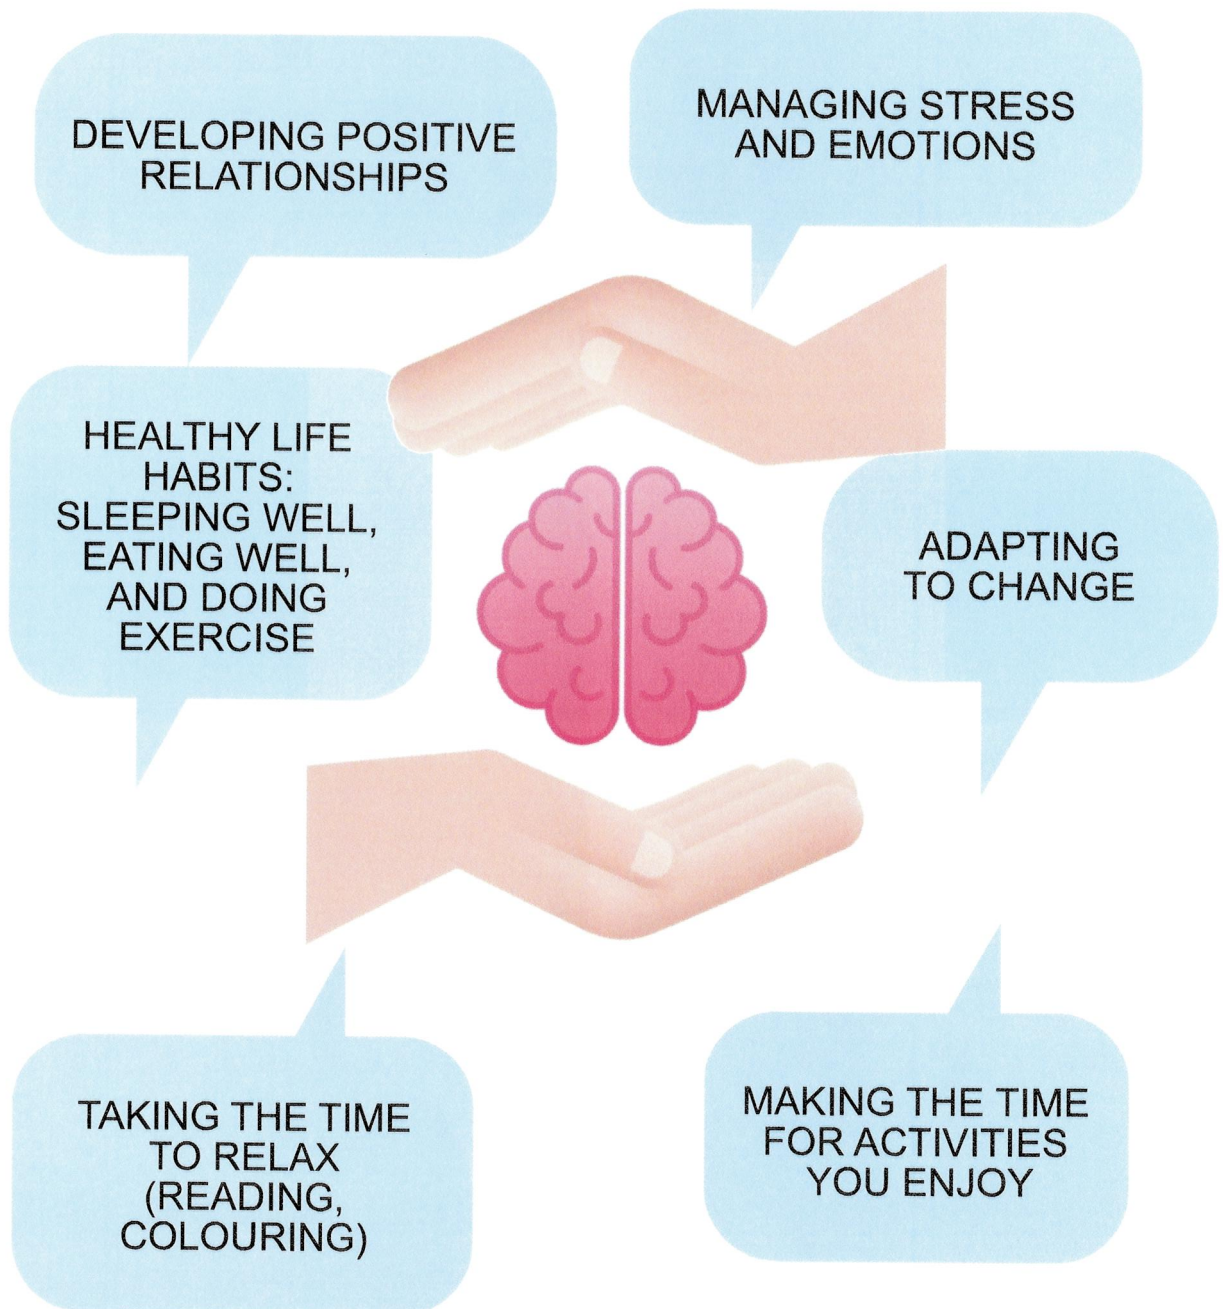 DEVELOPING POSITIVE
RELATIONSHIPS
MANAGING STRESS
AND EMOTIONS
HEALTHY LIFE
HABITS:
SLEEPING WELL,
EATING WELL,
AND DOING
EXERCISE
ADAPTING
TO CHANGE
TAKING THE TIME
TO RELAX
(READING,
COLOURING)
MAKING THE TIME
FOR ACTIVITIES
YOU ENJOY